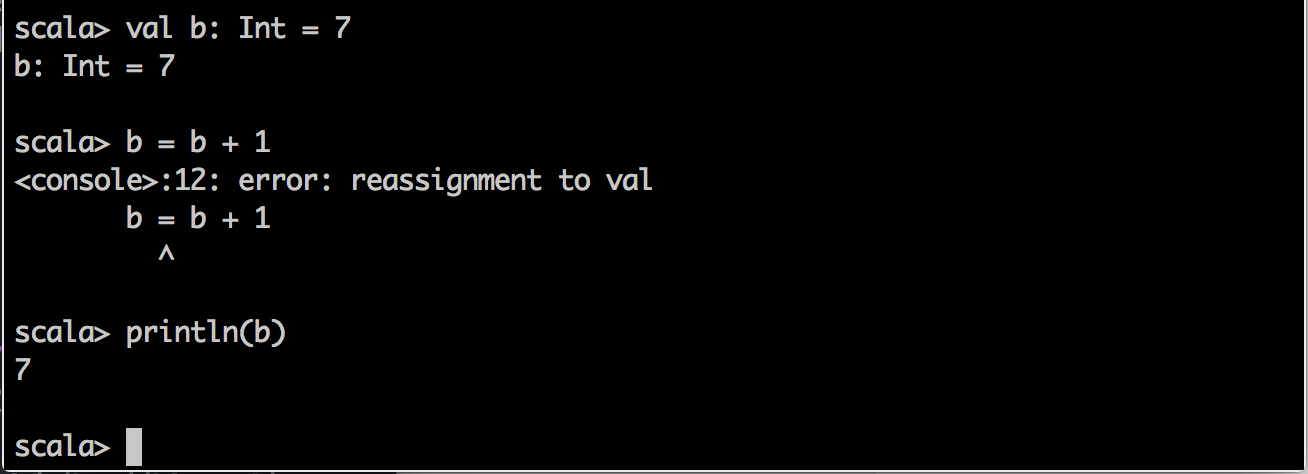 scala> val b: Int = 7
b: Int = 7
scala> b = b + 1
<console>:12: error: reassignment to val
       b = b + 1
         ^
scala> println(b)
7
scala>